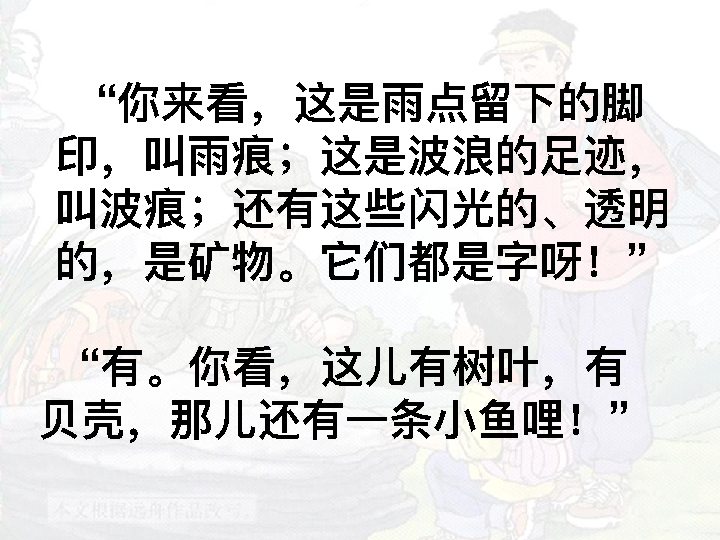 “你来看，这是雨点留下的脚
印，叫雨痕；这是波浪的足迹，
叫波痕；还有这些闪光的、透明
的，是矿物。它们都是字呀！”
“有。你看，这儿有树叶，有
贝壳，那儿还有一条小鱼哩！”
本文根据远舟作品改写